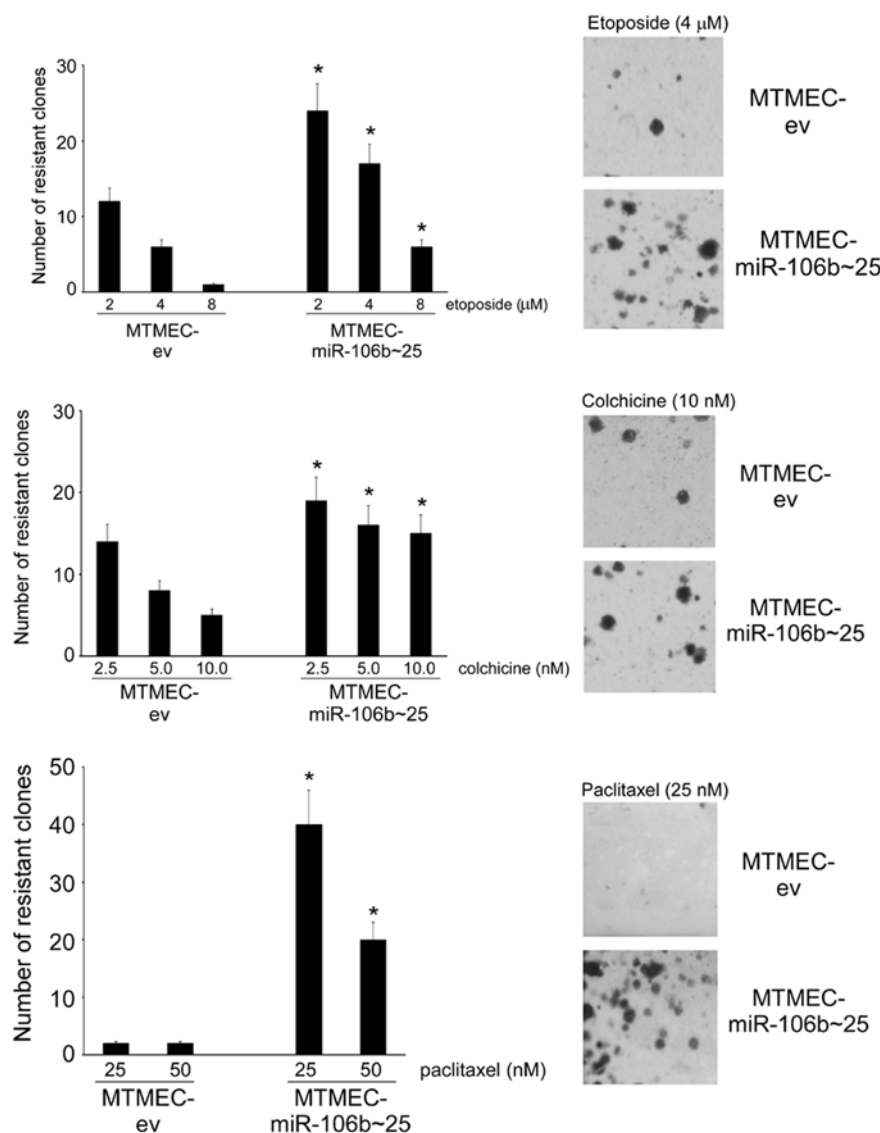 Etoposide (4 μM)
Number of resistant clones
30
20
10
0
* * *
2 4 8 2 4 8 etoposide (μM)
MTMEC-
ev
MTMEC-
miR-106b~25
MTMEC-
ev
MTMEC-
miR-106b~25
Colchicine (10 nM)
Number of resistant clones
30
20
10
0
* * *
2.5 5.0 10.0 2.5 5.0 10.0 colchicine (nM)
MTMEC-
ev
MTMEC-
miR-106b~25
MTMEC-
ev
MTMEC-
miR-106b~25
Paclitaxel (25 nM)
Number of resistant clones
50
40
30
20
10
0
* *
25 50 25 50 paclitaxel (nM)
MTMEC-
ev
MTMEC-
miR-106b~25
MTMEC-
ev
MTMEC-
miR-106b~25